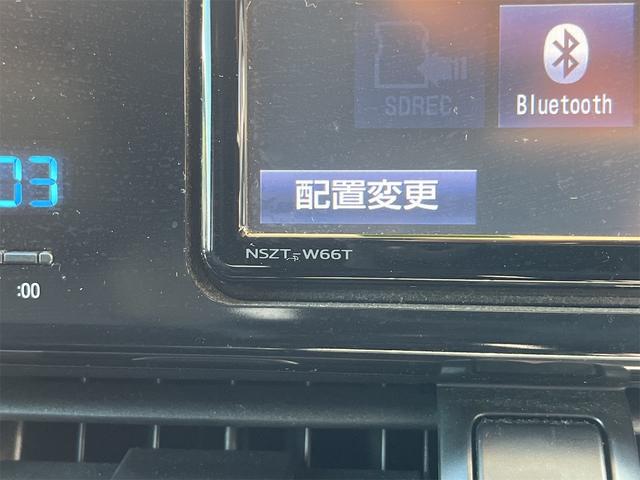 SDREC
Bluetooth
03
配置変更
NSZT-W66T
:00